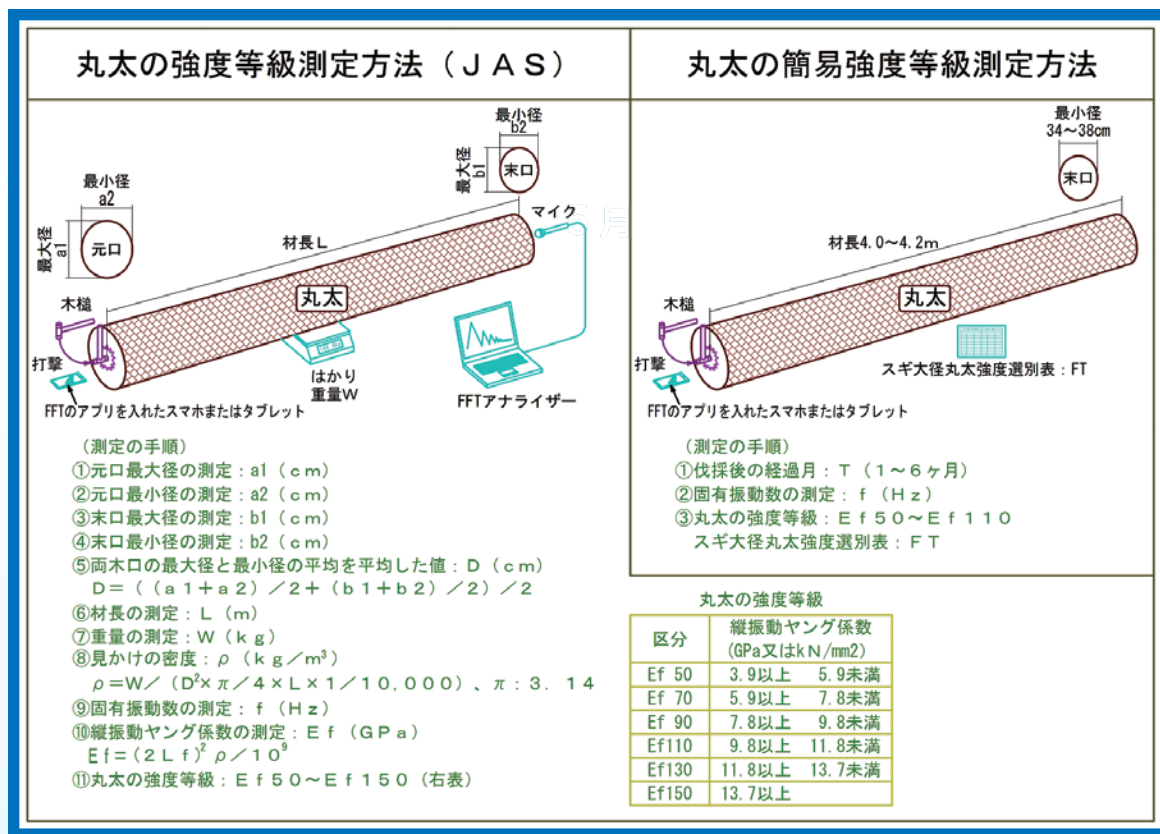 丸太の強度等級測定方法（ＪＡＳ）
最小径
a2
最大径
a1
元口
最小径
b2
最大径
b1
末口
マイク
材長Ｌ
丸太
木槌
打撃
はかり
重量Ｗ
FFTアナライザー
FFTのアプリを入れたスマホまたはタブレット
（測定の手順）
①元口最大径の測定：a1（ｃｍ）
②元口最小径の測定：a2（ｃｍ）
③末口最大径の測定：b1（ｃｍ）
④末口最小径の測定：b2（ｃｍ）
⑤両木口の最大径と最小径の平均を平均した値：Ｄ（ｃｍ）
Ｄ＝（（ａ１＋ａ２）／２＋（ｂ１＋ｂ２）／２）／２
⑥材長の測定：Ｌ（ｍ）
⑦重量の測定：Ｗ（ｋｇ）
⑧見かけの密度：ρ（ｋｇ／ｍ³）
ρ＝Ｗ／（Ｄ²×π／４×Ｌ×１／１０，０００）、π：３．１４
⑨固有振動数の測定：ｆ（Ｈｚ）
⑩縦振動ヤング係数の測定：Ｅｆ（ＧＰａ）
Ｅｆ＝（２Ｌｆ）²ρ／１０⁹
⑪丸太の強度等級：Ｅｆ５０～Ｅｆ１５０（右表）
丸太の簡易強度等級測定方法
最小径
34～38cm
末口
材長4.0～4.2ｍ
丸太
木槌
打撃
スギ大径丸太強度選別表：FT
FFTのアプリを入れたスマホまたはタブレット
（測定の手順）
①伐採後の経過月：Ｔ（１～６ヶ月）
②固有振動数の測定：ｆ（Ｈｚ）
③丸太の強度等級：Ｅｆ５０～Ｅｆ１１０
スギ大径丸太強度選別表：ＦＴ
丸太の強度等級
区分 縦振動ヤング係数
(GPa又はkＮ/mm2)
Ef 50 3.9以上 5.9未満
Ef 70 5.9以上 7.8未満
Ef 90 7.8以上 9.8未満
Ef110 9.8以上 11.8未満
Ef130 11.8以上 13.7未満
Ef150 13.7以上